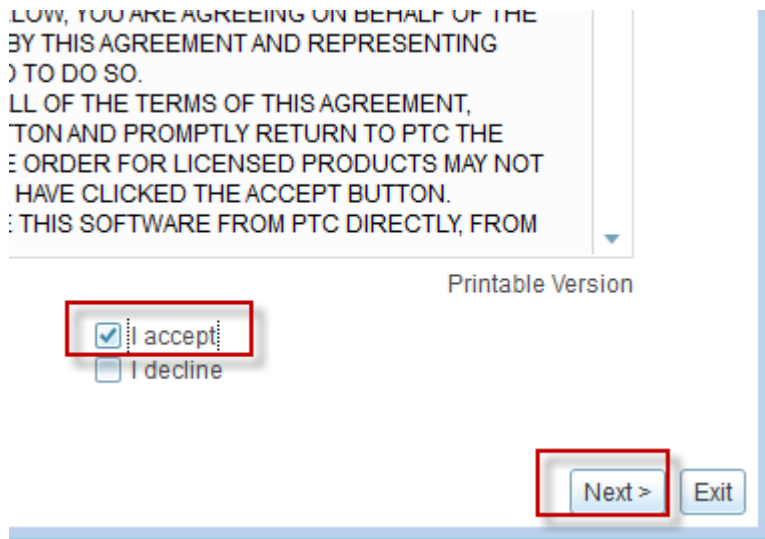 LOW, YOU ARE AGREEING ON BEHALF OF THE
BY THIS AGREEMENT AND REPRESENTING
TO DO SO.
LL OF THE TERMS OF THIS AGREEMENT,
TON AND PROMPTLY RETURN TO PTC THE
E ORDER FOR LICENSED PRODUCTS MAY NOT
HAVE CLICKED THE ACCEPT BUTTON.
THIS SOFTWARE FROM PTC DIRECTLY, FROM
Printable Version
I accept
I decline
Next > Exit